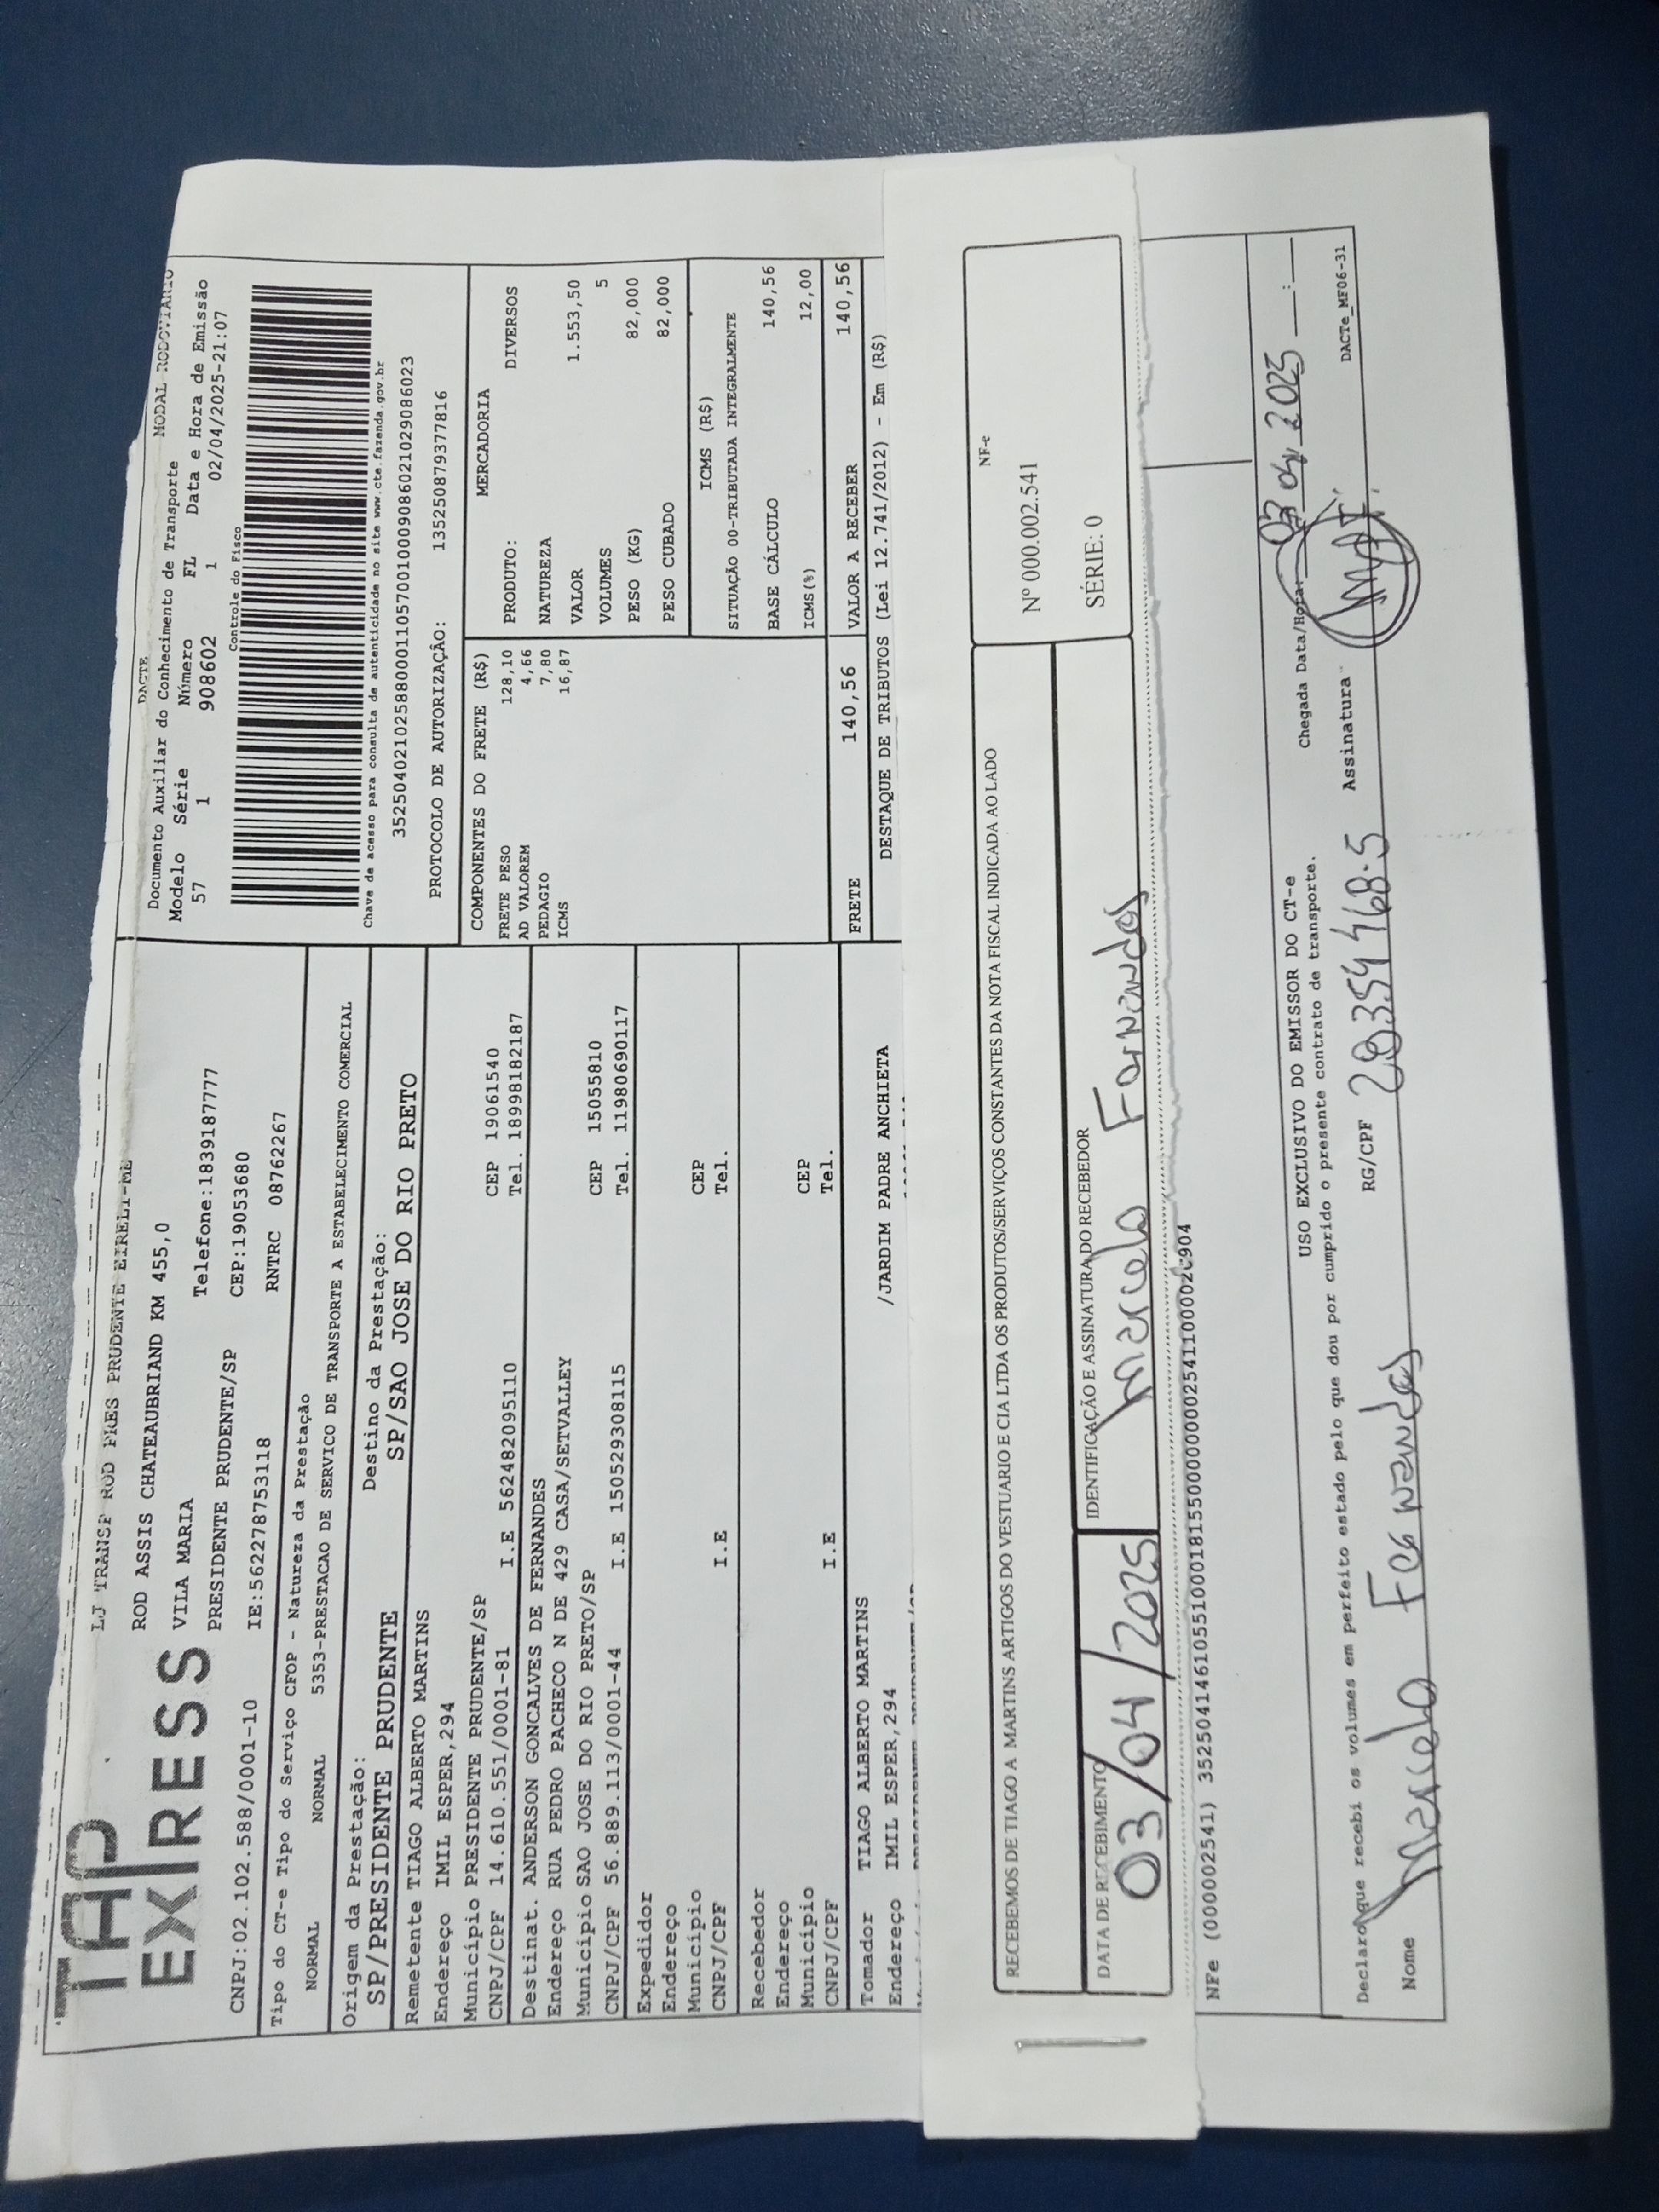 TAP
EXPRESS
LJ TRANSP ROD PRES PRUDENTE EIRELI-ME
ROD ASSIS CHATEAUBRIAND KM 455,0
VILA MARIA
Telefone:1839187777
PRESIDENTE PRUDENTE/SP
CEP:19053680
CNPJ:02.102.588/0001-10
IE:562278753118
RNTRC 08762267
DACTE
MODAL RODOVIÁRIO
Documento Auxiliar do Conhecimento de Transporte
Modelo Série Número FL Data e Hora de Emissão
57 1 908602 1 02/04/2025-21:07
Controle do Fisco
Chave de acesso para consulta de autenticidade no site www.cte.fazenda.gov.br
35250402102588000110570010009086021029086023
PROTOCOLO DE AUTORIZAÇÃO: 135250879377816
Tipo do CT-e Tipo do Serviço CFOP - Natureza da Prestação
NORMAL NORMAL 5353-PRESTACAO DE SERVICO DE TRANSPORTE A ESTABELECIMENTO COMERCIAL
Origem da Prestação: Destino da Prestação:
SP/PRESIDENTE PRUDENTE SP/SAO JOSE DO RIO PRETO
Remetente TIAGO ALBERTO MARTINS
Endereço IMIL ESPER,294
Município PRESIDENTE PRUDENTE/SP CEP 19061540
CNPJ/CPF 14.610.551/0001-81 I.E 562482095110 Tel. 18998182187
Destinat. ANDERSON GONCALVES DE FERNANDES
Endereço RUA PEDRO PACHECO N DE 429 CASA/SETVALLEY
Município SAO JOSE DO RIO PRETO/SP CEP 15055810
CNPJ/CPF 56.889.113/0001-44 I.E 150529308115 Tel. 11980690117
Expedidor
Endereço
Município CEP
CNPJ/CPF I.E Tel.
Recebedor
Endereço
Município CEP
CNPJ/CPF I.E Tel.
Tomador TIAGO ALBERTO MARTINS
Endereço IMIL ESPER,294 /JARDIM PADRE ANCHIETA
COMPONENTES DO FRETE (R$)
FRETE PESO 128,10
AD VALOREM 4,66
PEDAGIO 7,80
ICMS 16,87
MERCADORIA
PRODUTO: DIVERSOS
NATUREZA
VALOR 1.553,50
VOLUMES 5
PESO (KG) 82,000
PESO CUBADO 82,000
ICMS (R$)
SITUAÇÃO 00-TRIBUTADA INTEGRALMENTE
BASE CÁLCULO 140,56
ICMS(%) 12,00
FRETE 140,56 VALOR A RECEBER 140,56
DESTAQUE DE TRIBUTOS (Lei 12.741/2012) - Em (R$)
RECEBEMOS DE TIAGO A MARTINS ARTIGOS DO VESTUARIO E CIA LTDA OS PRODUTOS/SERVIÇOS CONSTANTES DA NOTA FISCAL INDICADA AO LADO
NF-e
Nº 000.002.541
SÉRIE: 0
DATA DE RECEBIMENTO
03/04/2025
IDENTIFICAÇÃO E ASSINATURA DO RECEBEDOR
Marcelo Fernandes
USO EXCLUSIVO DO EMISSOR DO CT-e
Declaro que recebi os volumes em perfeito estado pelo que dou por cumprido o presente contrato de transporte.
Chegada Data/Hora: 03 04 2025 __:__
Nome Marcelo Fernandes RG/CPF 28354468-5 Assinatura
DACTe_MF06-31